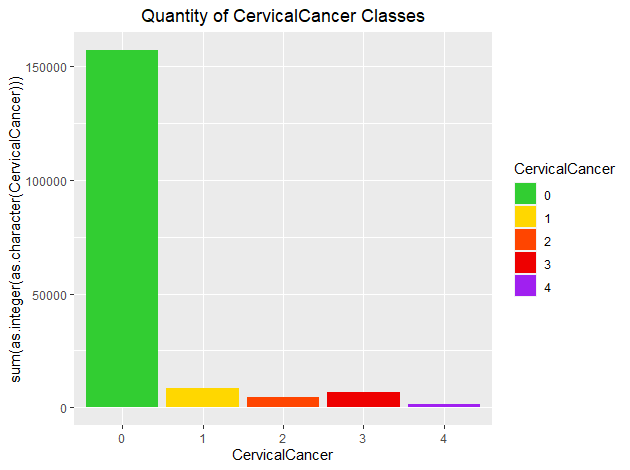 Quantity of CervicalCancer Classes
sum(as.integer(as.character(CervicalCancer)))
150000
100000
50000
0
0 1 2 3 4
CervicalCancer
CervicalCancer
0
1
2
3
4